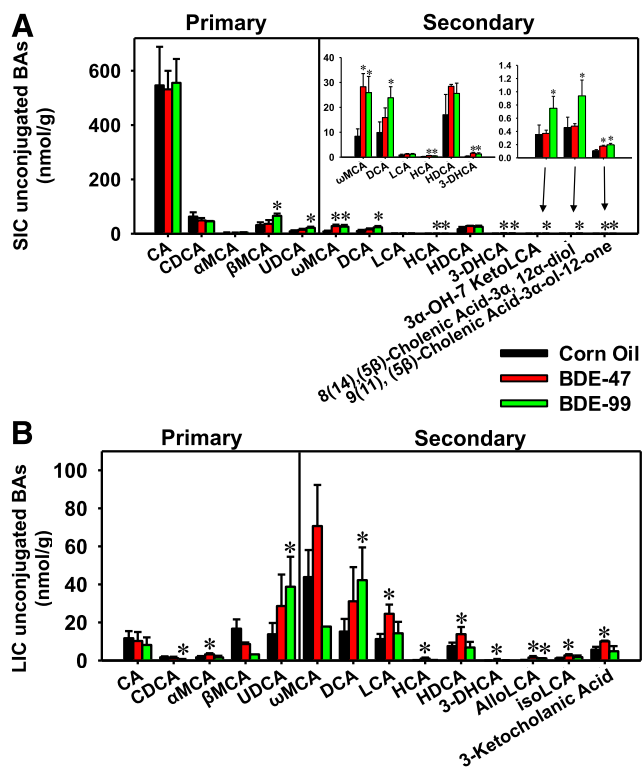 A
Primary
Secondary
SIC unconjugated BAs
(nmol/g)
600
400
200
0
40
30
20
10
0
* * *
** **
ωMCA
DCA
LCA
HCA
HDCA
3-DHCA
1.4
1.2
1.0
0.8
0.6
0.4
0.2
0.0
* * * *
* * ** * ** ** * * **
CA
CDCA
αMCA
βMCA
UDCA
ωMCA
DCA
LCA
HCA
HDCA
3-DHCA
3α-OH-7 KetoLCA
8(14),(5β)-Cholenic Acid-3α, 12α-diol
9(11), (5β)-Cholenic Acid-3α-ol-12-one
Corn Oil
BDE-47
BDE-99
B
Primary
Secondary
LIC unconjugated BAs
(nmol/g)
100
80
60
40
20
0
* * * * * * * * ** * *
CA
CDCA
αMCA
βMCA
UDCA
ωMCA
DCA
LCA
HCA
HDCA
3-DHCA
AlloLCA
isoLCA
3-Ketocholanic Acid